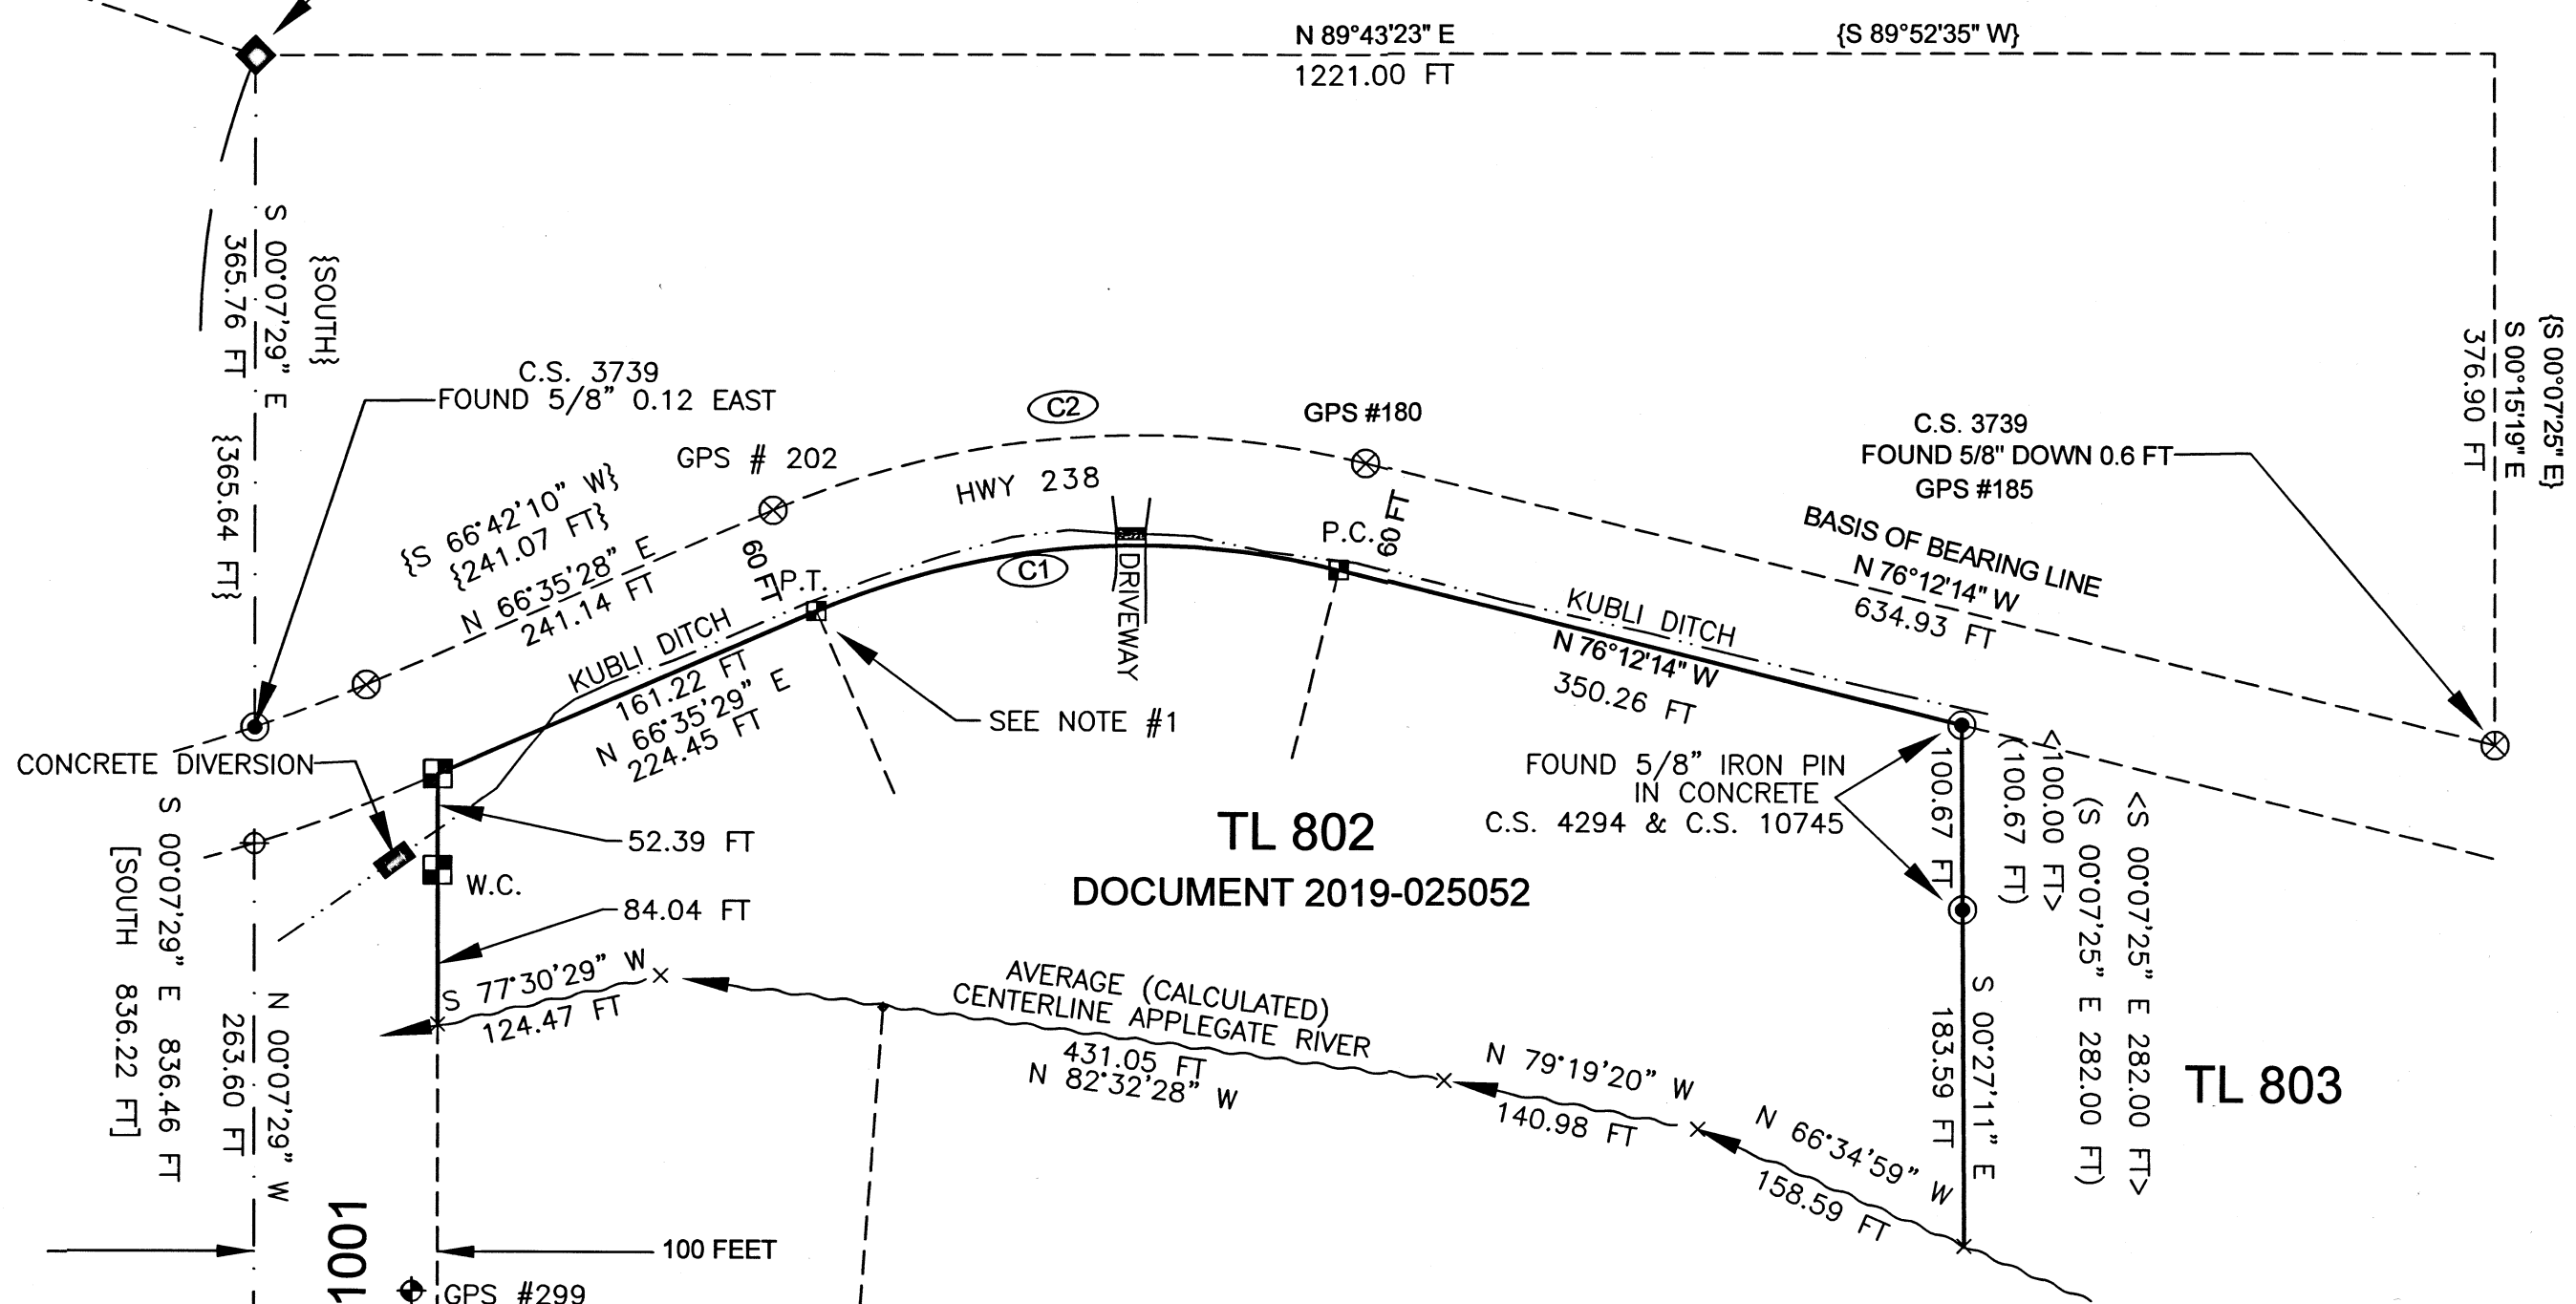 N 89°43'23" E
{S 89°52'35" W}
1221.00 FT
S 00°07'29" E
365.76 FT
{SOUTH}
{365.64 FT}
{S 00°07'25" E}
S 00°15'19" E
376.90 FT
C.S. 3739
FOUND 5/8" 0.12 EAST
C2
GPS #180
GPS # 202
HWY 238
{S 66°42'10" W}
{241.07 FT}
N 66°35'28" E
241.14 FT
C.S. 3739
FOUND 5/8" DOWN 0.6 FT
GPS #185
BASIS OF BEARING LINE
N 76°12'14" W
634.93 FT
60 FT
P.T.
C1
DRIVEWAY
P.C.
60 FT
KUBLI DITCH
161.22 FT
N 66°35'29" E
224.45 FT
KUBLI DITCH
N 76°12'14" W
350.26 FT
SEE NOTE #1
CONCRETE DIVERSION
FOUND 5/8" IRON PIN
IN CONCRETE
C.S. 4294 & C.S. 10745
100.67 FT
(100.67 FT)
<100.00 FT>
52.39 FT
W.C.
84.04 FT
TL 802
DOCUMENT 2019-025052
S 00°07'29" E 836.46 FT
[SOUTH 836.22 FT]
N 00°07'29" W
263.60 FT
S 77°30'29" W
124.47 FT
AVERAGE (CALCULATED)
CENTERLINE APPLEGATE RIVER
431.05 FT
N 82°32'28" W
N 79°19'20" W
140.98 FT
N 66°34'59" W
158.59 FT
S 00°27'11" E
183.59 FT
(S 00°07'25" E 282.00 FT)
<S 00°07'25" E 282.00 FT>
TL 803
1001
100 FEET
GPS #299